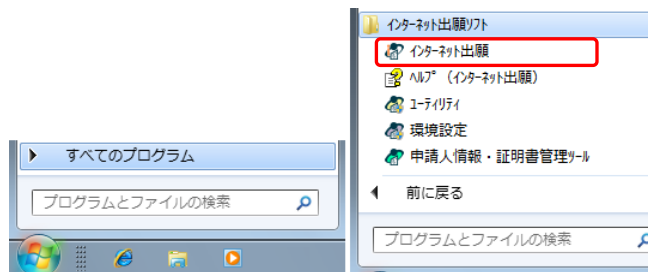 すべてのプログラム
プログラムとファイルの検索
インターネット出願ソフト
インターネット出願
ヘルプ（インターネット出願）
ユーティリティ
環境設定
申請人情報・証明書管理ツール
前に戻る
プログラムとファイルの検索